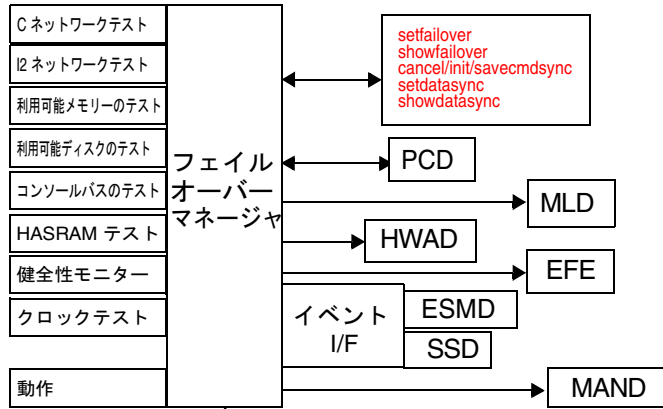 C ネットワークテスト
I2 ネットワークテスト
利用可能メモリーのテスト
利用可能ディスクのテスト
コンソールバスのテスト
HASRAM テスト
健全性モニター
クロックテスト
動作
フェイル
オーバー
マネージャ
setfailover
showfailover
cancel/init/savecmdsync
setdatasync
showdatasync
PCD
MLD
HWAD
EFE
イベント
I/F
ESMD
SSD
MAND